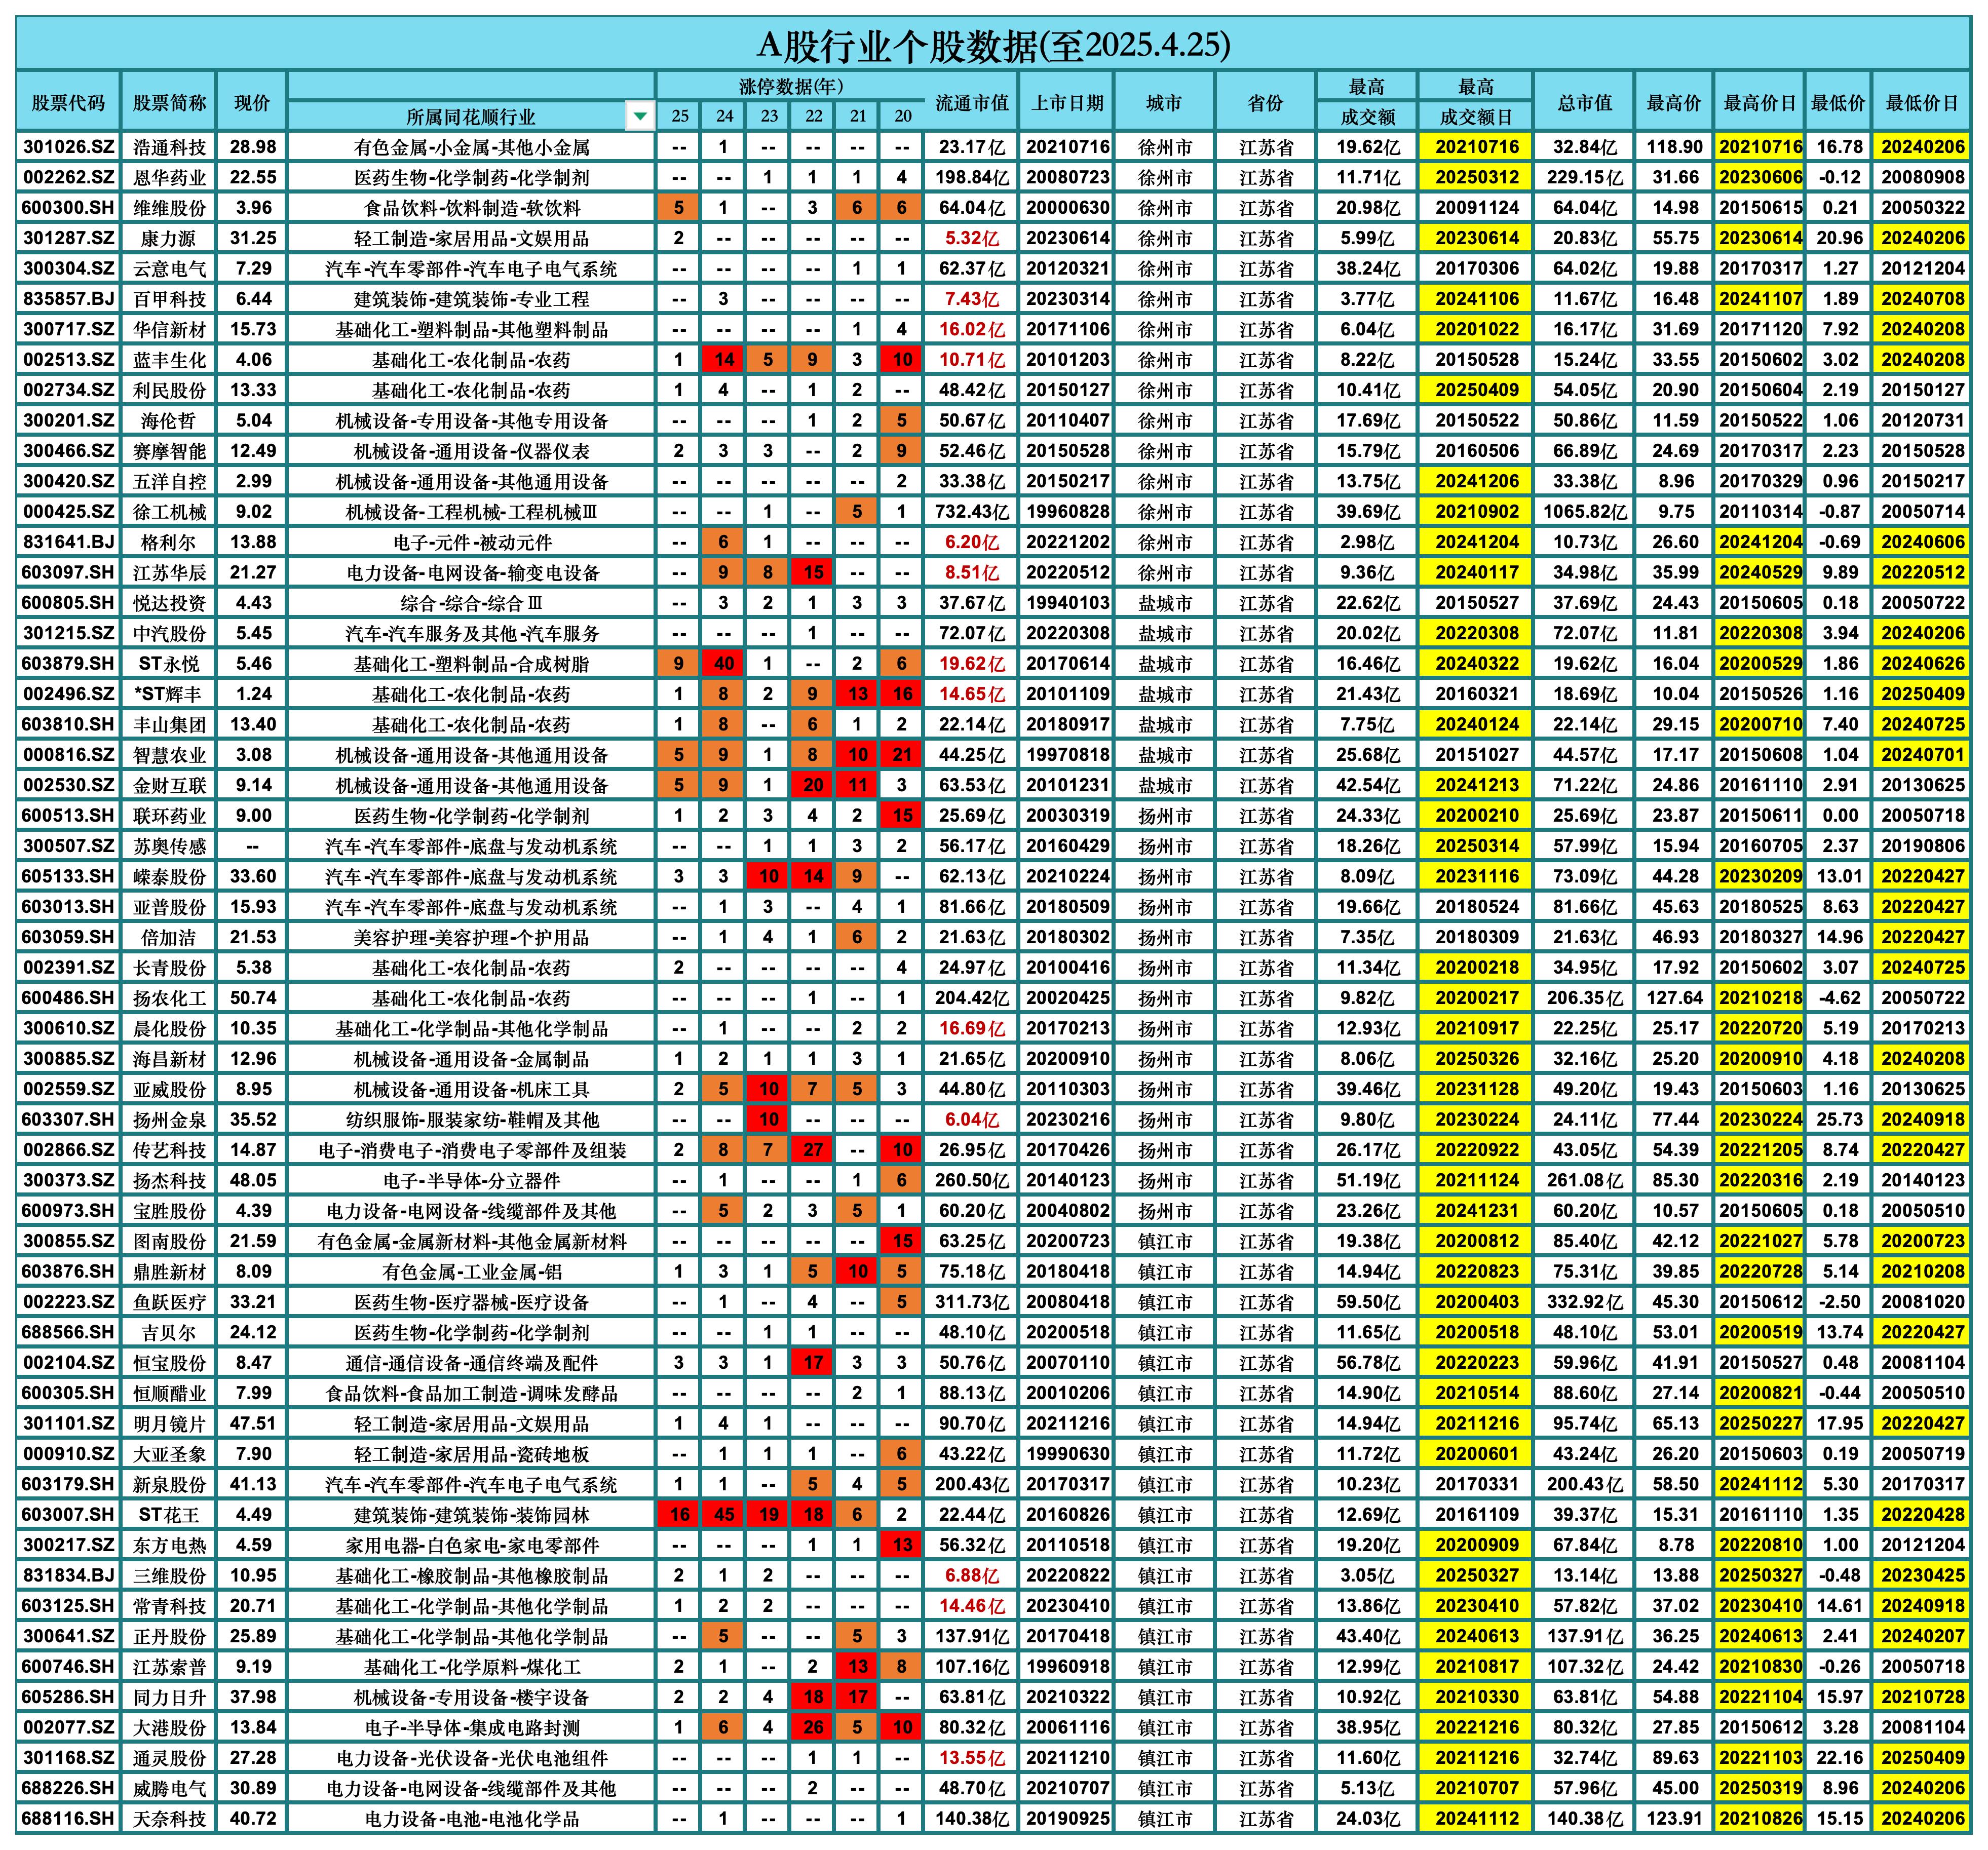 A股行业个股数据(至2025.4.25)
股票代码 股票简称 现价 所属同花顺行业 涨停数据(年) 25 24 23 22 21 20 流通市值 上市日期 城市 省份 最高成交额 最高成交额日 总市值 最高价 最高价日 最低价 最低价日
301026.SZ 浩通科技 28.98 有色金属-小金属-其他小金属 -- 1 -- -- -- -- 23.17亿 20210716 徐州市 江苏省 19.62亿 20210716 32.84亿 118.90 20210716 16.78 20240206
002262.SZ 恩华药业 22.55 医药生物-化学制药-化学制剂 -- -- 1 1 1 4 198.84亿 20080723 徐州市 江苏省 11.71亿 20250312 229.15亿 31.66 20230606 -0.12 20080908
600300.SH 维维股份 3.96 食品饮料-饮料制造-软饮料 5 1 -- 3 6 6 64.04亿 20000630 徐州市 江苏省 20.98亿 20091124 64.04亿 14.98 20150615 0.21 20050322
301287.SZ 康力源 31.25 轻工制造-家居用品-文娱用品 2 -- -- -- -- -- 5.32亿 20230614 徐州市 江苏省 5.99亿 20230614 20.83亿 55.75 20230614 20.96 20240206
300304.SZ 云意电气 7.29 汽车-汽车零部件-汽车电子电气系统 -- -- -- -- 1 1 62.37亿 20120321 徐州市 江苏省 38.24亿 20170306 64.02亿 19.88 20170317 1.27 20121204
835857.BJ 百甲科技 6.44 建筑装饰-建筑装饰-专业工程 -- 3 -- -- -- -- 7.43亿 20230314 徐州市 江苏省 3.77亿 20241106 11.67亿 16.48 20241107 1.89 20240708
300717.SZ 华信新材 15.73 基础化工-塑料制品-其他塑料制品 -- -- -- -- 1 4 16.02亿 20171106 徐州市 江苏省 6.04亿 20201022 16.17亿 31.69 20171120 7.92 20240208
002513.SZ 蓝丰生化 4.06 基础化工-农化制品-农药 1 14 5 9 3 10 10.71亿 20101203 徐州市 江苏省 8.22亿 20150528 15.24亿 33.55 20150602 3.02 20240208
002734.SZ 利民股份 13.33 基础化工-农化制品-农药 1 4 -- 1 2 -- 48.42亿 20150127 徐州市 江苏省 10.41亿 20250409 54.05亿 20.90 20150604 2.19 20150127
300201.SZ 海伦哲 5.04 机械设备-专用设备-其他专用设备 -- -- -- 1 2 5 50.67亿 20110407 徐州市 江苏省 17.69亿 20150522 50.86亿 11.59 20150522 1.06 20120731
300466.SZ 赛摩智能 12.49 机械设备-通用设备-仪器仪表 2 3 3 -- 2 9 52.46亿 20150528 徐州市 江苏省 15.79亿 20160506 66.89亿 24.69 20170317 2.23 20150528
300420.SZ 五洋自控 2.99 机械设备-通用设备-其他通用设备 -- -- -- -- -- 2 33.38亿 20150217 徐州市 江苏省 13.75亿 20241206 33.38亿 8.96 20170329 0.96 20150217
000425.SZ 徐工机械 9.02 机械设备-工程机械-工程机械Ⅲ -- -- 1 -- 5 1 732.43亿 19960828 徐州市 江苏省 39.69亿 20210902 1065.82亿 9.75 20110314 -0.87 20050714
831641.BJ 格利尔 13.88 电子-元件-被动元件 -- 6 1 -- -- -- 6.20亿 20221202 徐州市 江苏省 2.98亿 20241204 10.73亿 26.60 20241204 -0.69 20240606
603097.SH 江苏华辰 21.27 电力设备-电网设备-输变电设备 -- 9 8 15 -- -- 8.51亿 20220512 徐州市 江苏省 9.36亿 20240117 34.98亿 35.99 20240529 9.89 20220512
600805.SH 悦达投资 4.43 综合-综合-综合Ⅲ -- 3 2 1 3 3 37.67亿 19940103 盐城市 江苏省 22.62亿 20150527 37.69亿 24.43 20150605 0.18 20050722
301215.SZ 中汽股份 5.45 汽车-汽车服务及其他-汽车服务 -- -- -- 1 -- -- 72.07亿 20220308 盐城市 江苏省 20.02亿 20220308 72.07亿 11.81 20220308 3.94 20240206
603879.SH ST永悦 5.46 基础化工-塑料制品-合成树脂 9 40 1 -- 2 6 19.62亿 20170614 盐城市 江苏省 16.46亿 20240322 19.62亿 16.04 20200529 1.86 20240626
002496.SZ *ST辉丰 1.24 基础化工-农化制品-农药 1 8 2 9 13 16 14.65亿 20101109 盐城市 江苏省 21.43亿 20160321 18.69亿 10.04 20150526 1.16 20250409
603810.SH 丰山集团 13.40 基础化工-农化制品-农药 1 8 -- 6 1 2 22.14亿 20180917 盐城市 江苏省 7.75亿 20240124 22.14亿 29.15 20200710 7.40 20240725
000816.SZ 智慧农业 3.08 机械设备-通用设备-其他通用设备 5 9 1 8 10 21 44.25亿 19970818 盐城市 江苏省 25.68亿 20151027 44.57亿 17.17 20150608 1.04 20240701
002530.SZ 金财互联 9.14 机械设备-通用设备-其他通用设备 5 9 1 20 11 3 63.53亿 20101231 盐城市 江苏省 42.54亿 20241213 71.22亿 24.86 20161110 2.91 20130625
600513.SH 联环药业 9.00 医药生物-化学制药-化学制剂 1 2 3 4 2 15 25.69亿 20030319 扬州市 江苏省 24.33亿 20200210 25.69亿 23.87 20150611 0.00 20050718
300507.SZ 苏奥传感 -- 汽车-汽车零部件-底盘与发动机系统 -- -- 1 1 3 2 56.17亿 20160429 扬州市 江苏省 18.26亿 20250314 57.99亿 15.94 20160705 2.37 20190806
605133.SH 嵘泰股份 33.60 汽车-汽车零部件-底盘与发动机系统 3 3 10 14 9 -- 62.13亿 20210224 扬州市 江苏省 8.09亿 20231116 73.09亿 44.28 20230209 13.01 20220427
603013.SH 亚普股份 15.93 汽车-汽车零部件-底盘与发动机系统 -- 1 3 -- 4 1 81.66亿 20180509 扬州市 江苏省 19.66亿 20180524 81.66亿 45.63 20180525 8.63 20220427
603059.SH 倍加洁 21.53 美容护理-美容护理-个护用品 -- 1 4 1 6 2 21.63亿 20180302 扬州市 江苏省 7.35亿 20180309 21.63亿 46.93 20180327 14.96 20220427
002391.SZ 长青股份 5.38 基础化工-农化制品-农药 2 -- -- -- -- 4 24.97亿 20100416 扬州市 江苏省 11.34亿 20200218 34.95亿 17.92 20150602 3.07 20240725
600486.SH 扬农化工 50.74 基础化工-农化制品-农药 -- -- -- 1 -- 1 204.42亿 20020425 扬州市 江苏省 9.82亿 20200217 206.35亿 127.64 20210218 -4.62 20050722
300610.SZ 晨化股份 10.35 基础化工-化学制品-其他化学制品 -- 1 -- -- 2 2 16.69亿 20170213 扬州市 江苏省 12.93亿 20210917 22.25亿 25.17 20220720 5.19 20170213
300885.SZ 海昌新材 12.96 机械设备-通用设备-金属制品 1 2 1 1 3 1 21.65亿 20200910 扬州市 江苏省 8.06亿 20250326 32.16亿 25.20 20200910 4.18 20240208
002559.SZ 亚威股份 8.95 机械设备-通用设备-机床工具 2 5 10 7 5 3 44.80亿 20110303 扬州市 江苏省 39.46亿 20231128 49.20亿 19.43 20150603 1.16 20130625
603307.SH 扬州金泉 35.52 纺织服饰-服装家纺-鞋帽及其他 -- -- 10 -- -- -- 6.04亿 20230216 扬州市 江苏省 9.80亿 20230224 24.11亿 77.44 20230224 25.73 20240918
002866.SZ 传艺科技 14.87 电子-消费电子-消费电子零部件及组装 2 8 7 27 -- 10 26.95亿 20170426 扬州市 江苏省 26.17亿 20220922 43.05亿 54.39 20221205 8.74 20220427
300373.SZ 扬杰科技 48.05 电子-半导体-分立器件 -- 1 -- -- 1 6 260.50亿 20140123 扬州市 江苏省 51.19亿 20211124 261.08亿 85.30 20220316 2.19 20140123
600973.SH 宝胜股份 4.39 电力设备-电网设备-线缆部件及其他 -- 5 2 3 5 1 60.20亿 20040802 扬州市 江苏省 23.26亿 20241231 60.20亿 10.57 20150605 0.18 20050510
300855.SZ 图南股份 21.59 有色金属-金属新材料-其他金属新材料 -- -- -- -- -- 15 63.25亿 20200723 镇江市 江苏省 19.38亿 20200812 85.40亿 42.12 20221027 5.78 20200723
603876.SH 鼎胜新材 8.09 有色金属-工业金属-铝 1 3 1 5 10 5 75.18亿 20180418 镇江市 江苏省 14.94亿 20220823 75.31亿 39.85 20220728 5.14 20210208
002223.SZ 鱼跃医疗 33.21 医药生物-医疗器械-医疗设备 -- 1 -- 4 -- 5 311.73亿 20080418 镇江市 江苏省 59.50亿 20200403 332.92亿 45.30 20150612 -2.50 20081020
688566.SH 吉贝尔 24.12 医药生物-化学制药-化学制剂 -- -- 1 1 -- -- 48.10亿 20200518 镇江市 江苏省 11.65亿 20200518 48.10亿 53.01 20200519 13.74 20220427
002104.SZ 恒宝股份 8.47 通信-通信设备-通信终端及配件 3 3 1 17 3 3 50.76亿 20070110 镇江市 江苏省 56.78亿 20220223 59.96亿 41.91 20150527 0.48 20081104
600305.SH 恒顺醋业 7.99 食品饮料-食品加工制造-调味发酵品 -- -- -- -- 2 1 88.13亿 20010206 镇江市 江苏省 14.90亿 20210514 88.60亿 27.14 20200821 -0.44 20050510
301101.SZ 明月镜片 47.51 轻工制造-家居用品-文娱用品 1 4 1 -- -- -- 90.70亿 20211216 镇江市 江苏省 14.94亿 20211216 95.74亿 65.13 20250227 17.95 20220427
000910.SZ 大亚圣象 7.90 轻工制造-家居用品-瓷砖地板 -- 1 1 1 -- 6 43.22亿 19990630 镇江市 江苏省 11.72亿 20200601 43.24亿 26.20 20150603 0.19 20050719
603179.SH 新泉股份 41.13 汽车-汽车零部件-汽车电子电气系统 1 1 -- 5 4 5 200.43亿 20170317 镇江市 江苏省 10.23亿 20170331 200.43亿 58.50 20241112 5.30 20170317
603007.SH ST花王 4.49 建筑装饰-建筑装饰-装饰园林 16 45 19 18 6 2 22.44亿 20160826 镇江市 江苏省 12.69亿 20161109 39.37亿 15.31 20161110 1.35 20220428
300217.SZ 东方电热 4.59 家用电器-白色家电-家电零部件 -- -- -- 1 1 13 56.32亿 20110518 镇江市 江苏省 19.20亿 20200909 67.84亿 8.78 20220810 1.00 20121204
831834.BJ 三维股份 10.95 基础化工-橡胶制品-其他橡胶制品 2 1 2 -- -- -- 6.88亿 20220822 镇江市 江苏省 3.05亿 20250327 13.14亿 13.88 20250327 -0.48 20230425
603125.SH 常青科技 20.71 基础化工-化学制品-其他化学制品 1 2 2 -- -- -- 14.46亿 20230410 镇江市 江苏省 13.86亿 20230410 57.82亿 37.02 20230410 14.61 20240918
300641.SZ 正丹股份 25.89 基础化工-化学制品-其他化学制品 -- 5 -- -- 5 3 137.91亿 20170418 镇江市 江苏省 43.40亿 20240613 137.91亿 36.25 20240613 2.41 20240207
600746.SH 江苏索普 9.19 基础化工-化学原料-煤化工 2 1 -- 2 13 8 107.16亿 19960918 镇江市 江苏省 12.99亿 20210817 107.32亿 24.42 20210830 -0.26 20050718
605286.SH 同力日升 37.98 机械设备-专用设备-楼宇设备 2 2 4 18 17 -- 63.81亿 20210322 镇江市 江苏省 10.92亿 20210330 63.81亿 54.88 20221104 15.97 20210728
002077.SZ 大港股份 13.84 电子-半导体-集成电路封测 1 6 4 26 5 10 80.32亿 20061116 镇江市 江苏省 38.95亿 20221216 80.32亿 27.85 20150612 3.28 20081104
301168.SZ 通灵股份 27.28 电力设备-光伏设备-光伏电池组件 -- -- -- 1 1 -- 13.55亿 20211210 镇江市 江苏省 11.60亿 20211216 32.74亿 89.63 20221103 22.16 20250409
688226.SH 威腾电气 30.89 电力设备-电网设备-线缆部件及其他 -- -- -- 2 -- -- 48.70亿 20210707 镇江市 江苏省 5.13亿 20210707 57.96亿 45.00 20250319 8.96 20240206
688116.SH 天奈科技 40.72 电力设备-电池-电池化学品 -- 1 -- -- -- 1 140.38亿 20190925 镇江市 江苏省 24.03亿 20241112 140.38亿 123.91 20210826 15.15 20240206